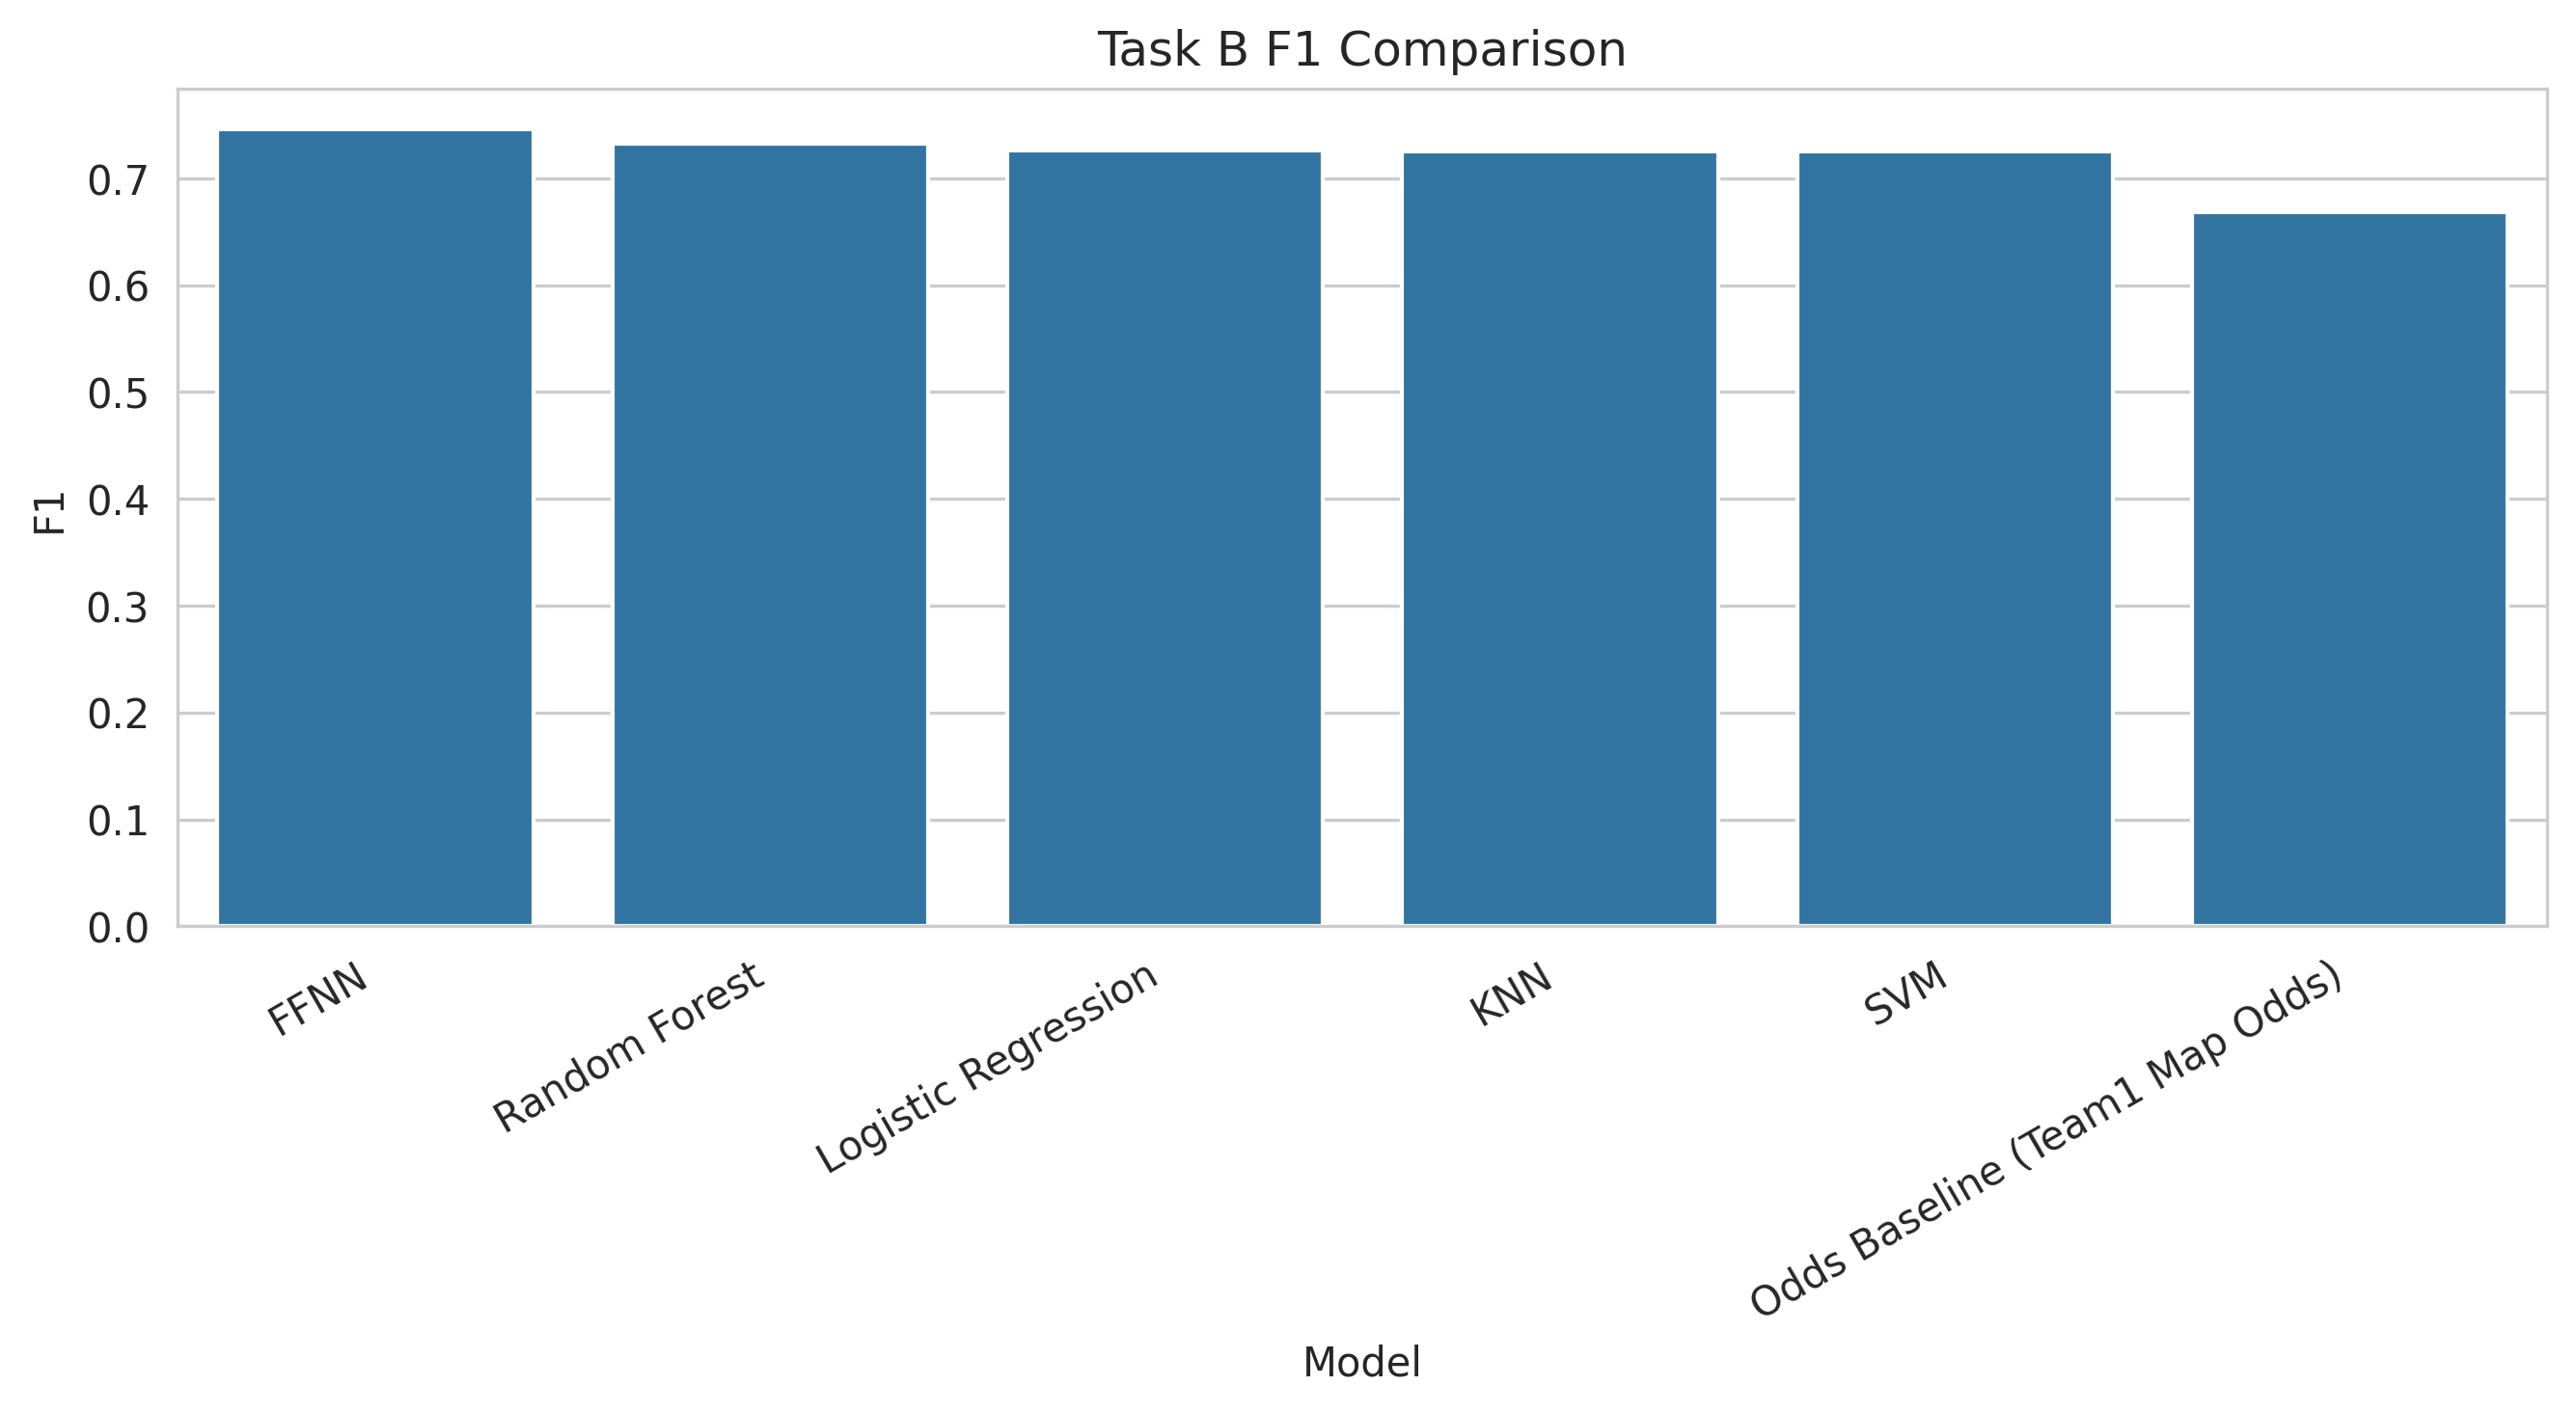 Task B F1 Comparison
F1
0.7
0.6
0.5
0.4
0.3
0.2
0.1
0.0
FFNN
Random Forest
Logistic Regression
KNN
SVM
Odds Baseline (Team1 Map Odds)
Model